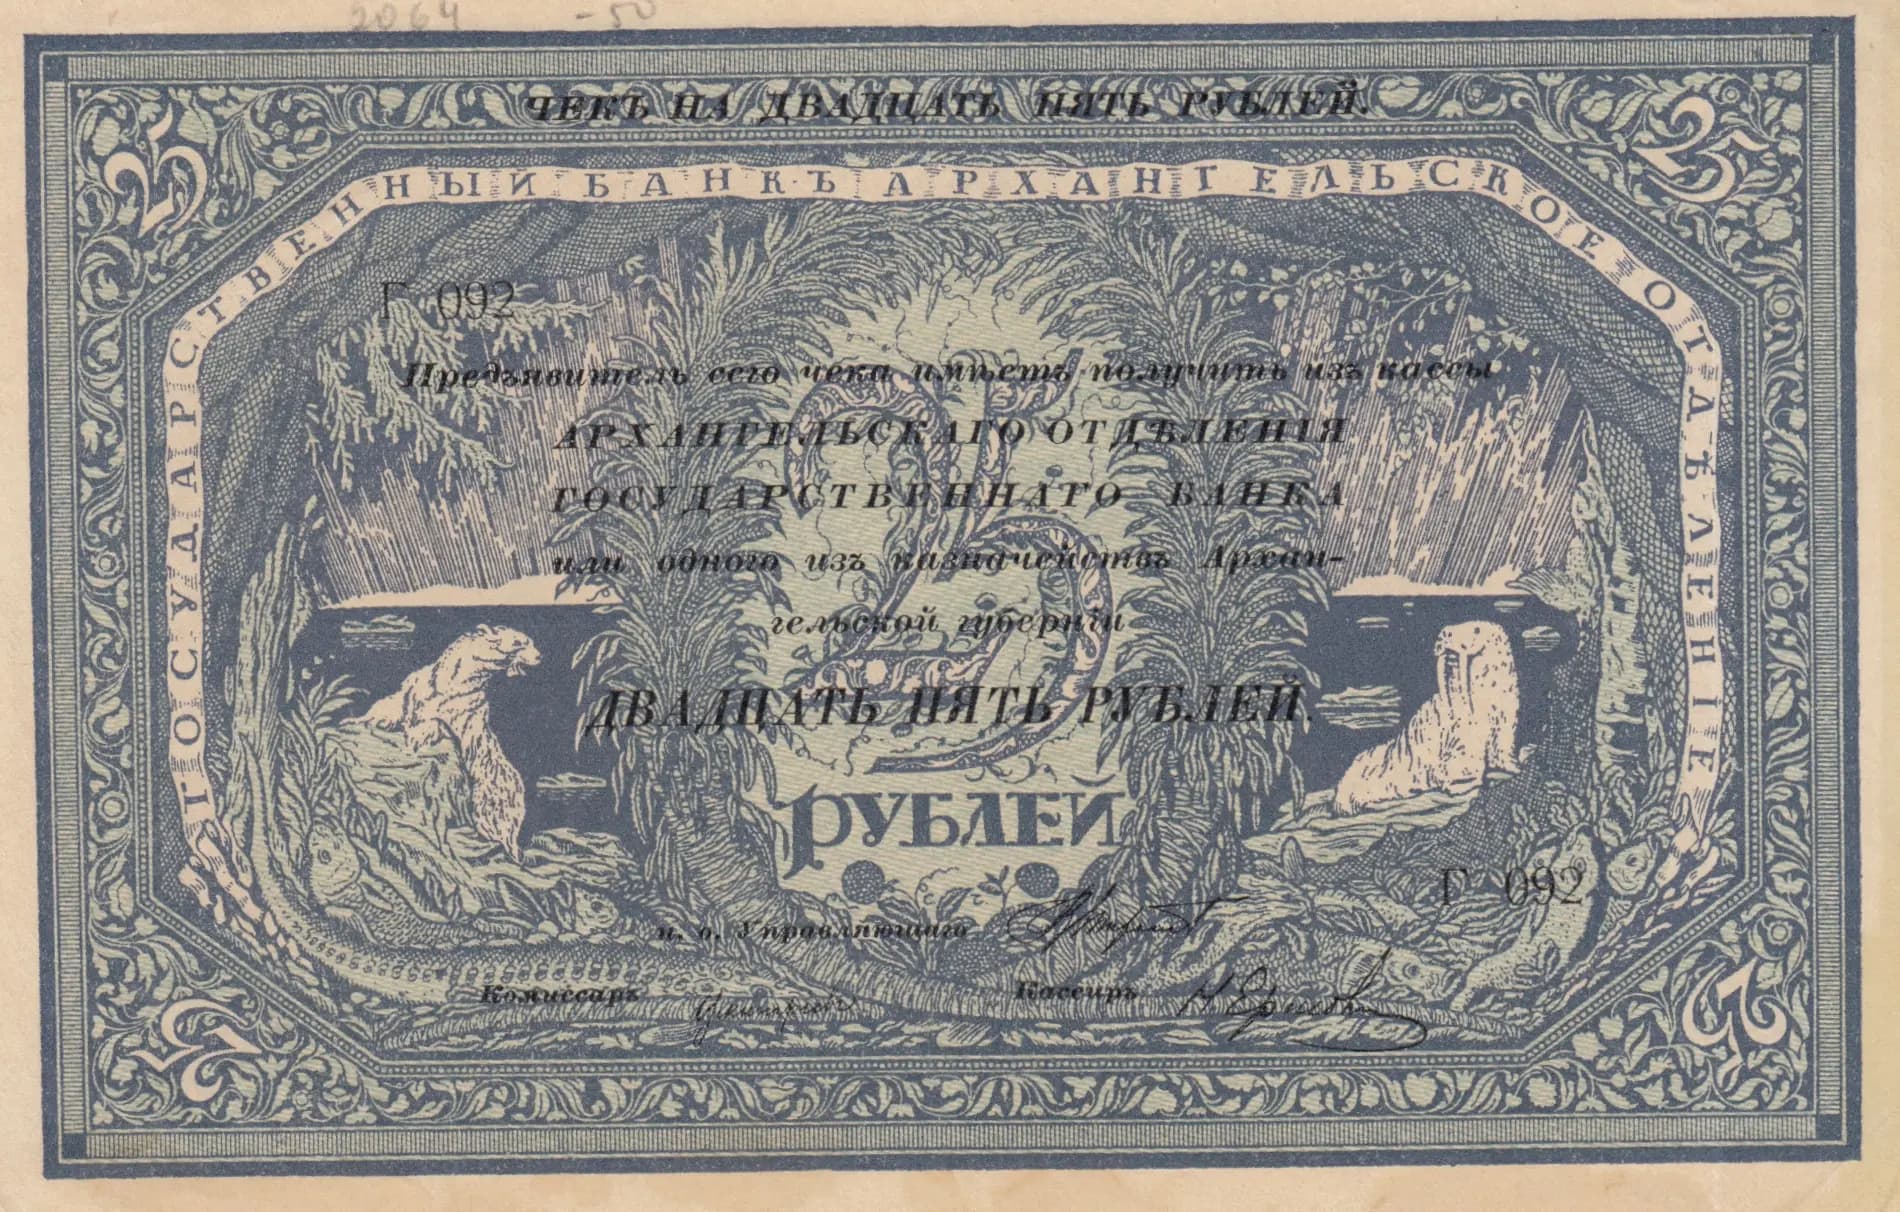 2064 -50
ЧЕКЪ НА ДВАДЦАТЬ ПЯТЬ РУБЛЕЙ.
25 25
ГОСУДАРСТВЕННЫЙ БАНКЪ АРХАНГЕЛЬСКОЕ ОТДѢЛЕНІЕ
Г 092
Предъявитель сего чека имѣетъ получить изъ кассы
АРХАНГЕЛЬСКАГО ОТДѢЛЕНІЯ
ГОСУДАРСТВЕННАГО БАНКА
или одного изъ казначействъ Архан-
гельской губерніи
25
ДВАДЦАТЬ ПЯТЬ РУБЛЕЙ.
РУБЛЕЙ
Г 092
и. о. Управляющаго
Комиссаръ Кассиръ
25 25